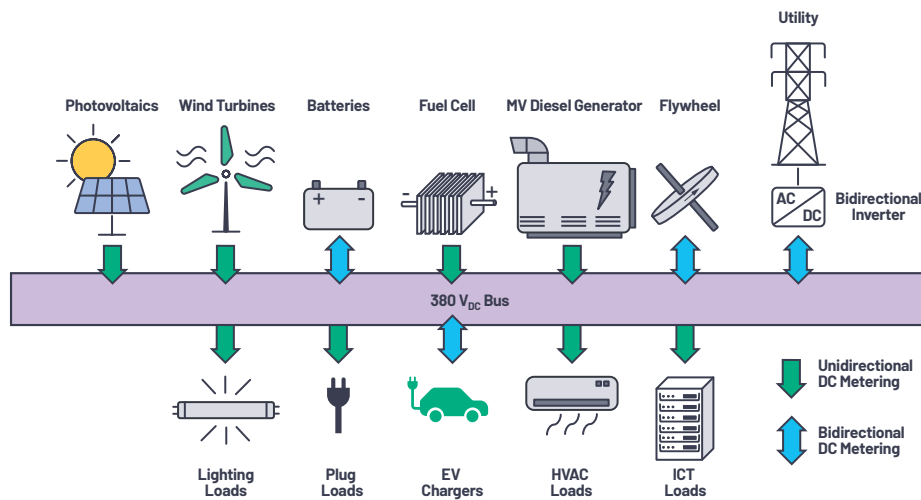 Utility
Photovoltaics
Wind Turbines
Batteries
Fuel Cell
MV Diesel Generator
Flywheel
+
-
-
+
AC
DC
Bidirectional
Inverter
380 VDC Bus
Unidirectional
DC Metering
Bidirectional
DC Metering
Lighting
Loads
Plug
Loads
EV
Chargers
HVAC
Loads
ICT
Loads